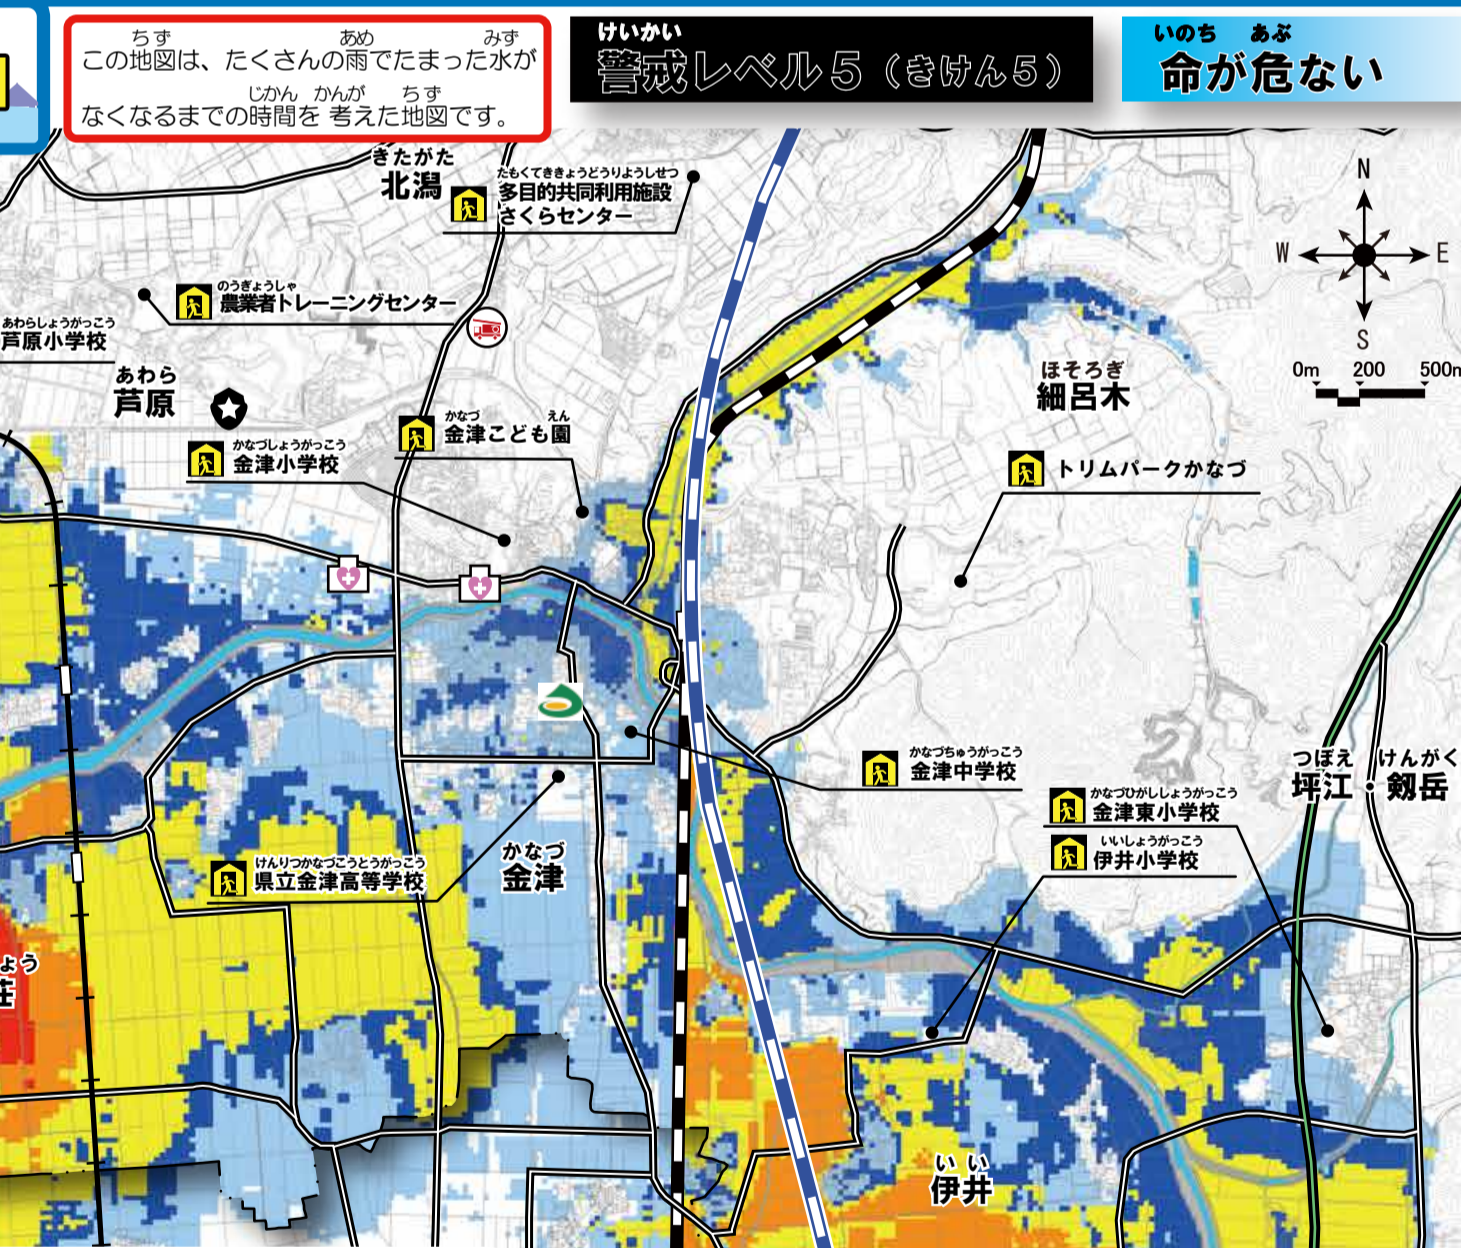 ちず あめ みず
この地図は、たくさんの雨でたまった水が
じかん かんが ちず
なくなるまでの時間を 考えた地図です。
けいかい
警戒レベル5（きけん5）
いのち あぶ
命が危ない
きたがた
北潟
たもくてききょうどうりようしせつ
多目的共同利用施設
さくらセンター
N
W
E
S
0m 200 500m
のうぎょうしゃ
農業者トレーニングセンター
あわらしょうがっこう
芦原小学校
あわら
芦原
ほそろぎ
細呂木
かなづ えん
金津こども園
かなづしょうがっこう
金津小学校
トリムパークかなづ
かなづちゅうがっこう
金津中学校
つぼえ けんがく
坪江・剱岳
かなづひがししょうがっこう
金津東小学校
いいしょうがっこう
伊井小学校
けんりつかなづこうとうがっこう
県立金津高等学校
かなづ
金津
ょう
荘
いい
伊井